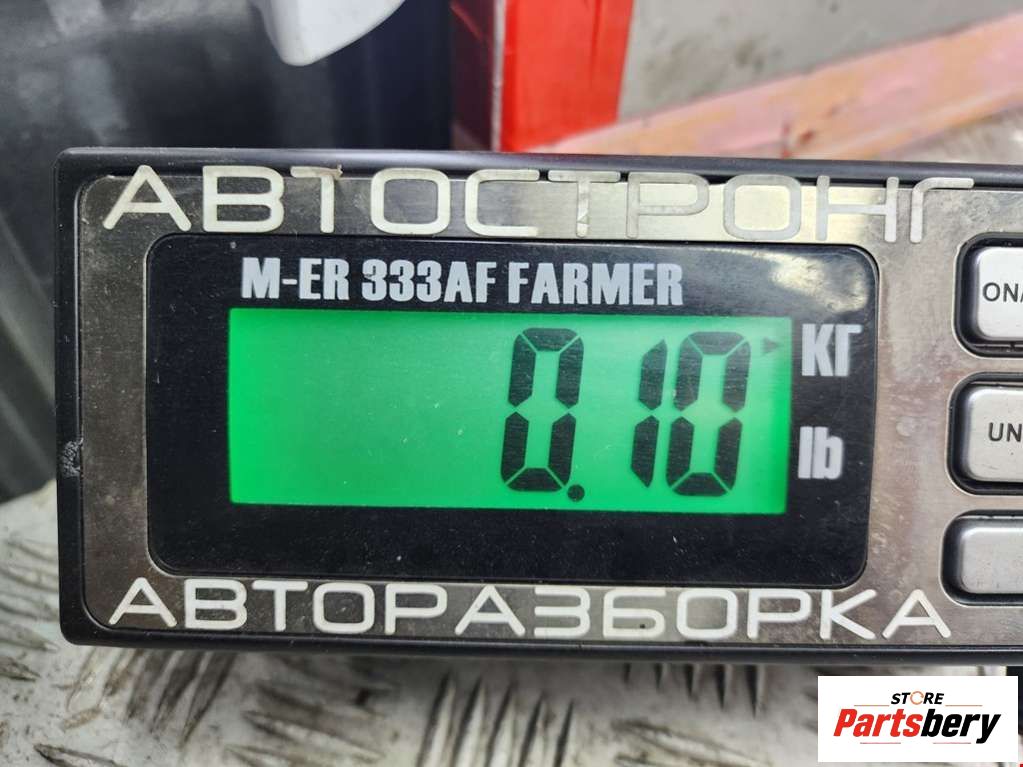 АВТОСТРОНГ
M-ER 333AF FARMER
0.10
КГ
lb
ON/
UN
АВТОРАЗБОРКА
STORE
Partsbery